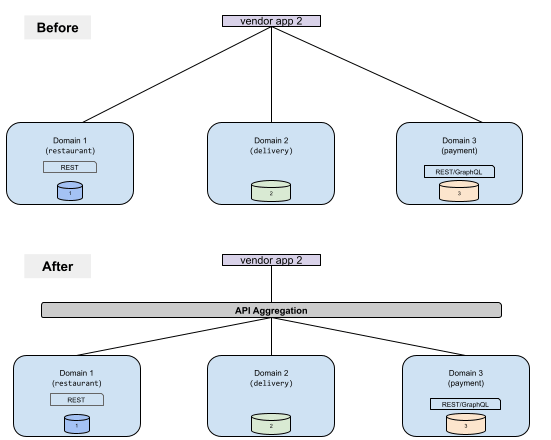 Before
vendor app 2
Domain 1
(restaurant)
REST
1
Domain 2
(delivery)
2
Domain 3
(payment)
REST/GraphQL
3
After
vendor app 2
API Aggregation
Domain 1
(restaurant)
REST
1
Domain 2
(delivery)
2
Domain 3
(payment)
REST/GraphQL
3